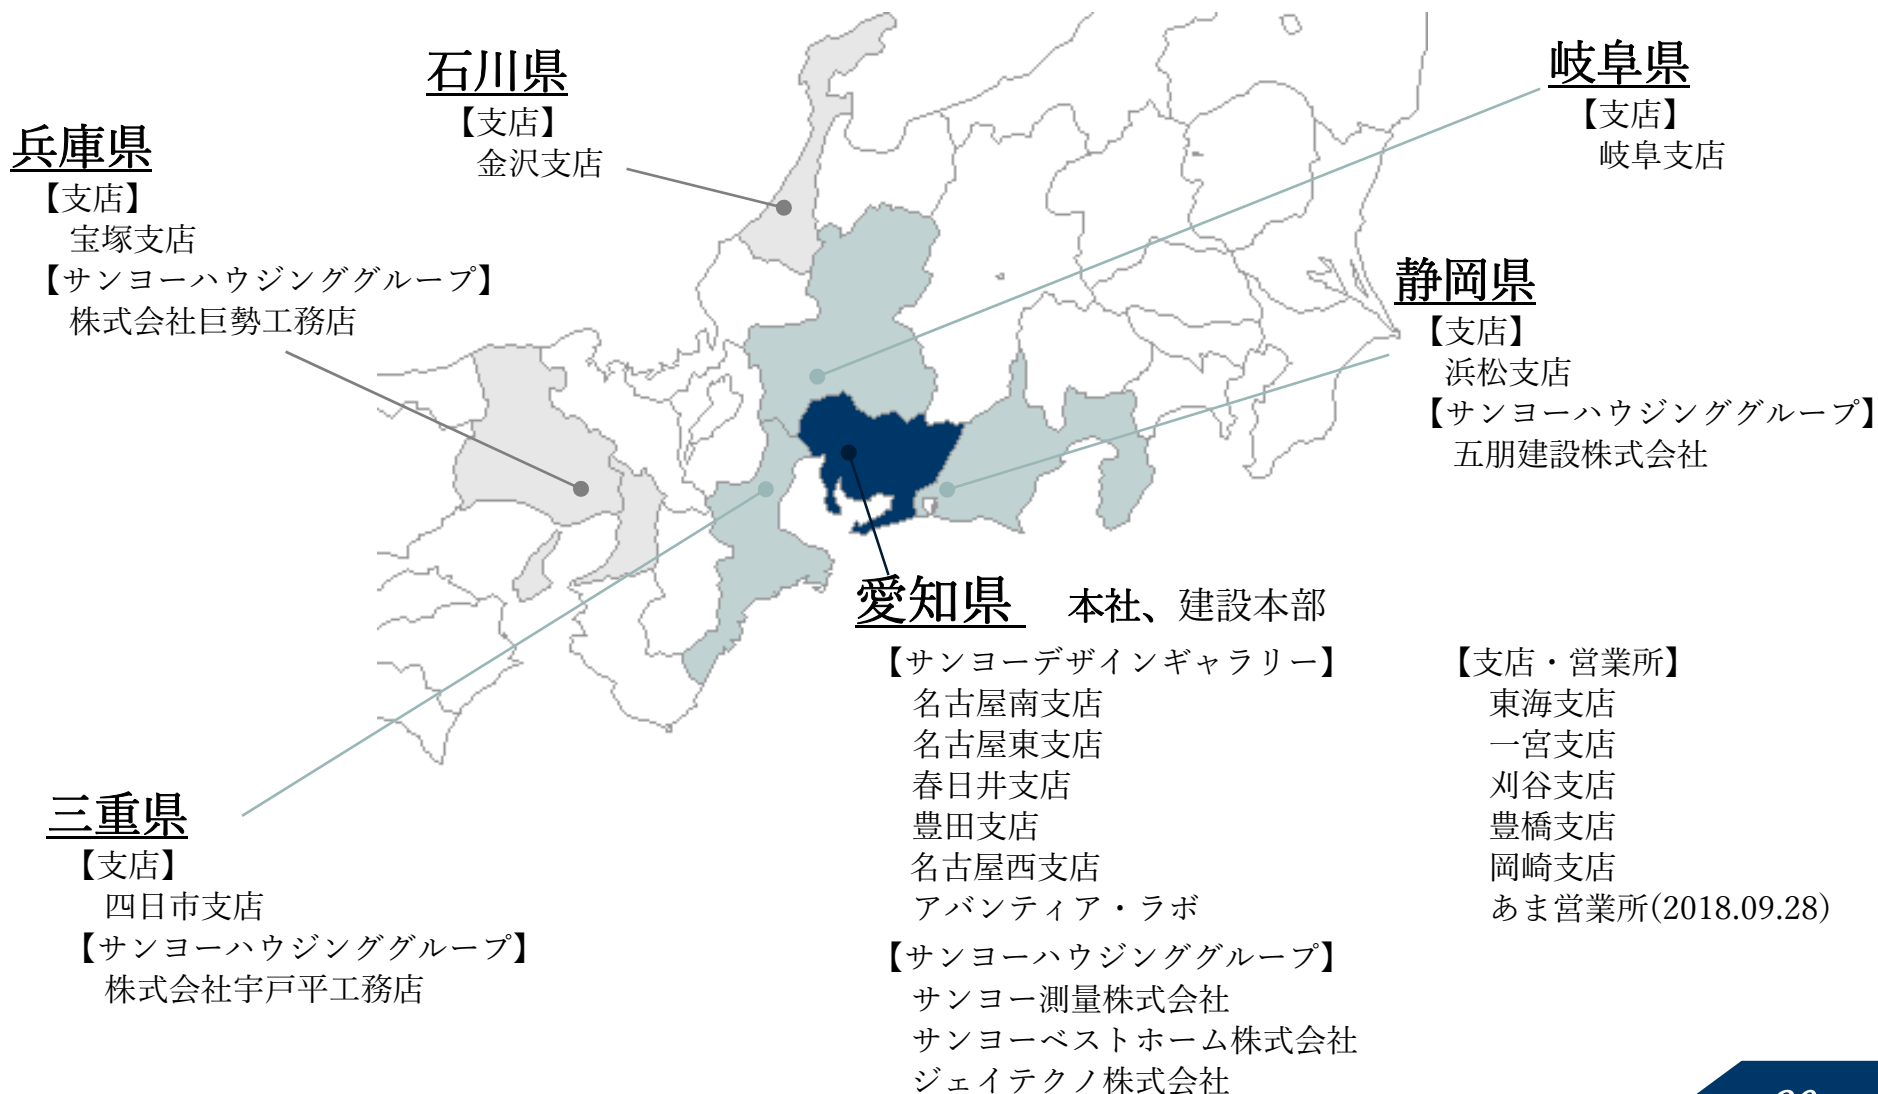 石川県
【支店】
金沢支店
岐阜県
【支店】
岐阜支店
兵庫県
【支店】
宝塚支店
【サンヨーハウジンググループ】
株式会社巨勢工務店
静岡県
【支店】
浜松支店
【サンヨーハウジンググループ】
五朋建設株式会社
愛知県 本社、建設本部
【サンヨーデザインギャラリー】
名古屋南支店
名古屋東支店
春日井支店
豊田支店
名古屋西支店
アバンティア・ラボ
【支店・営業所】
東海支店
一宮支店
刈谷支店
豊橋支店
岡崎支店
あま営業所(2018.09.28)
【サンヨーハウジンググループ】
サンヨー測量株式会社
サンヨーベストホーム株式会社
ジェイテクノ株式会社
三重県
【支店】
四日市支店
【サンヨーハウジンググループ】
株式会社宇戸平工務店